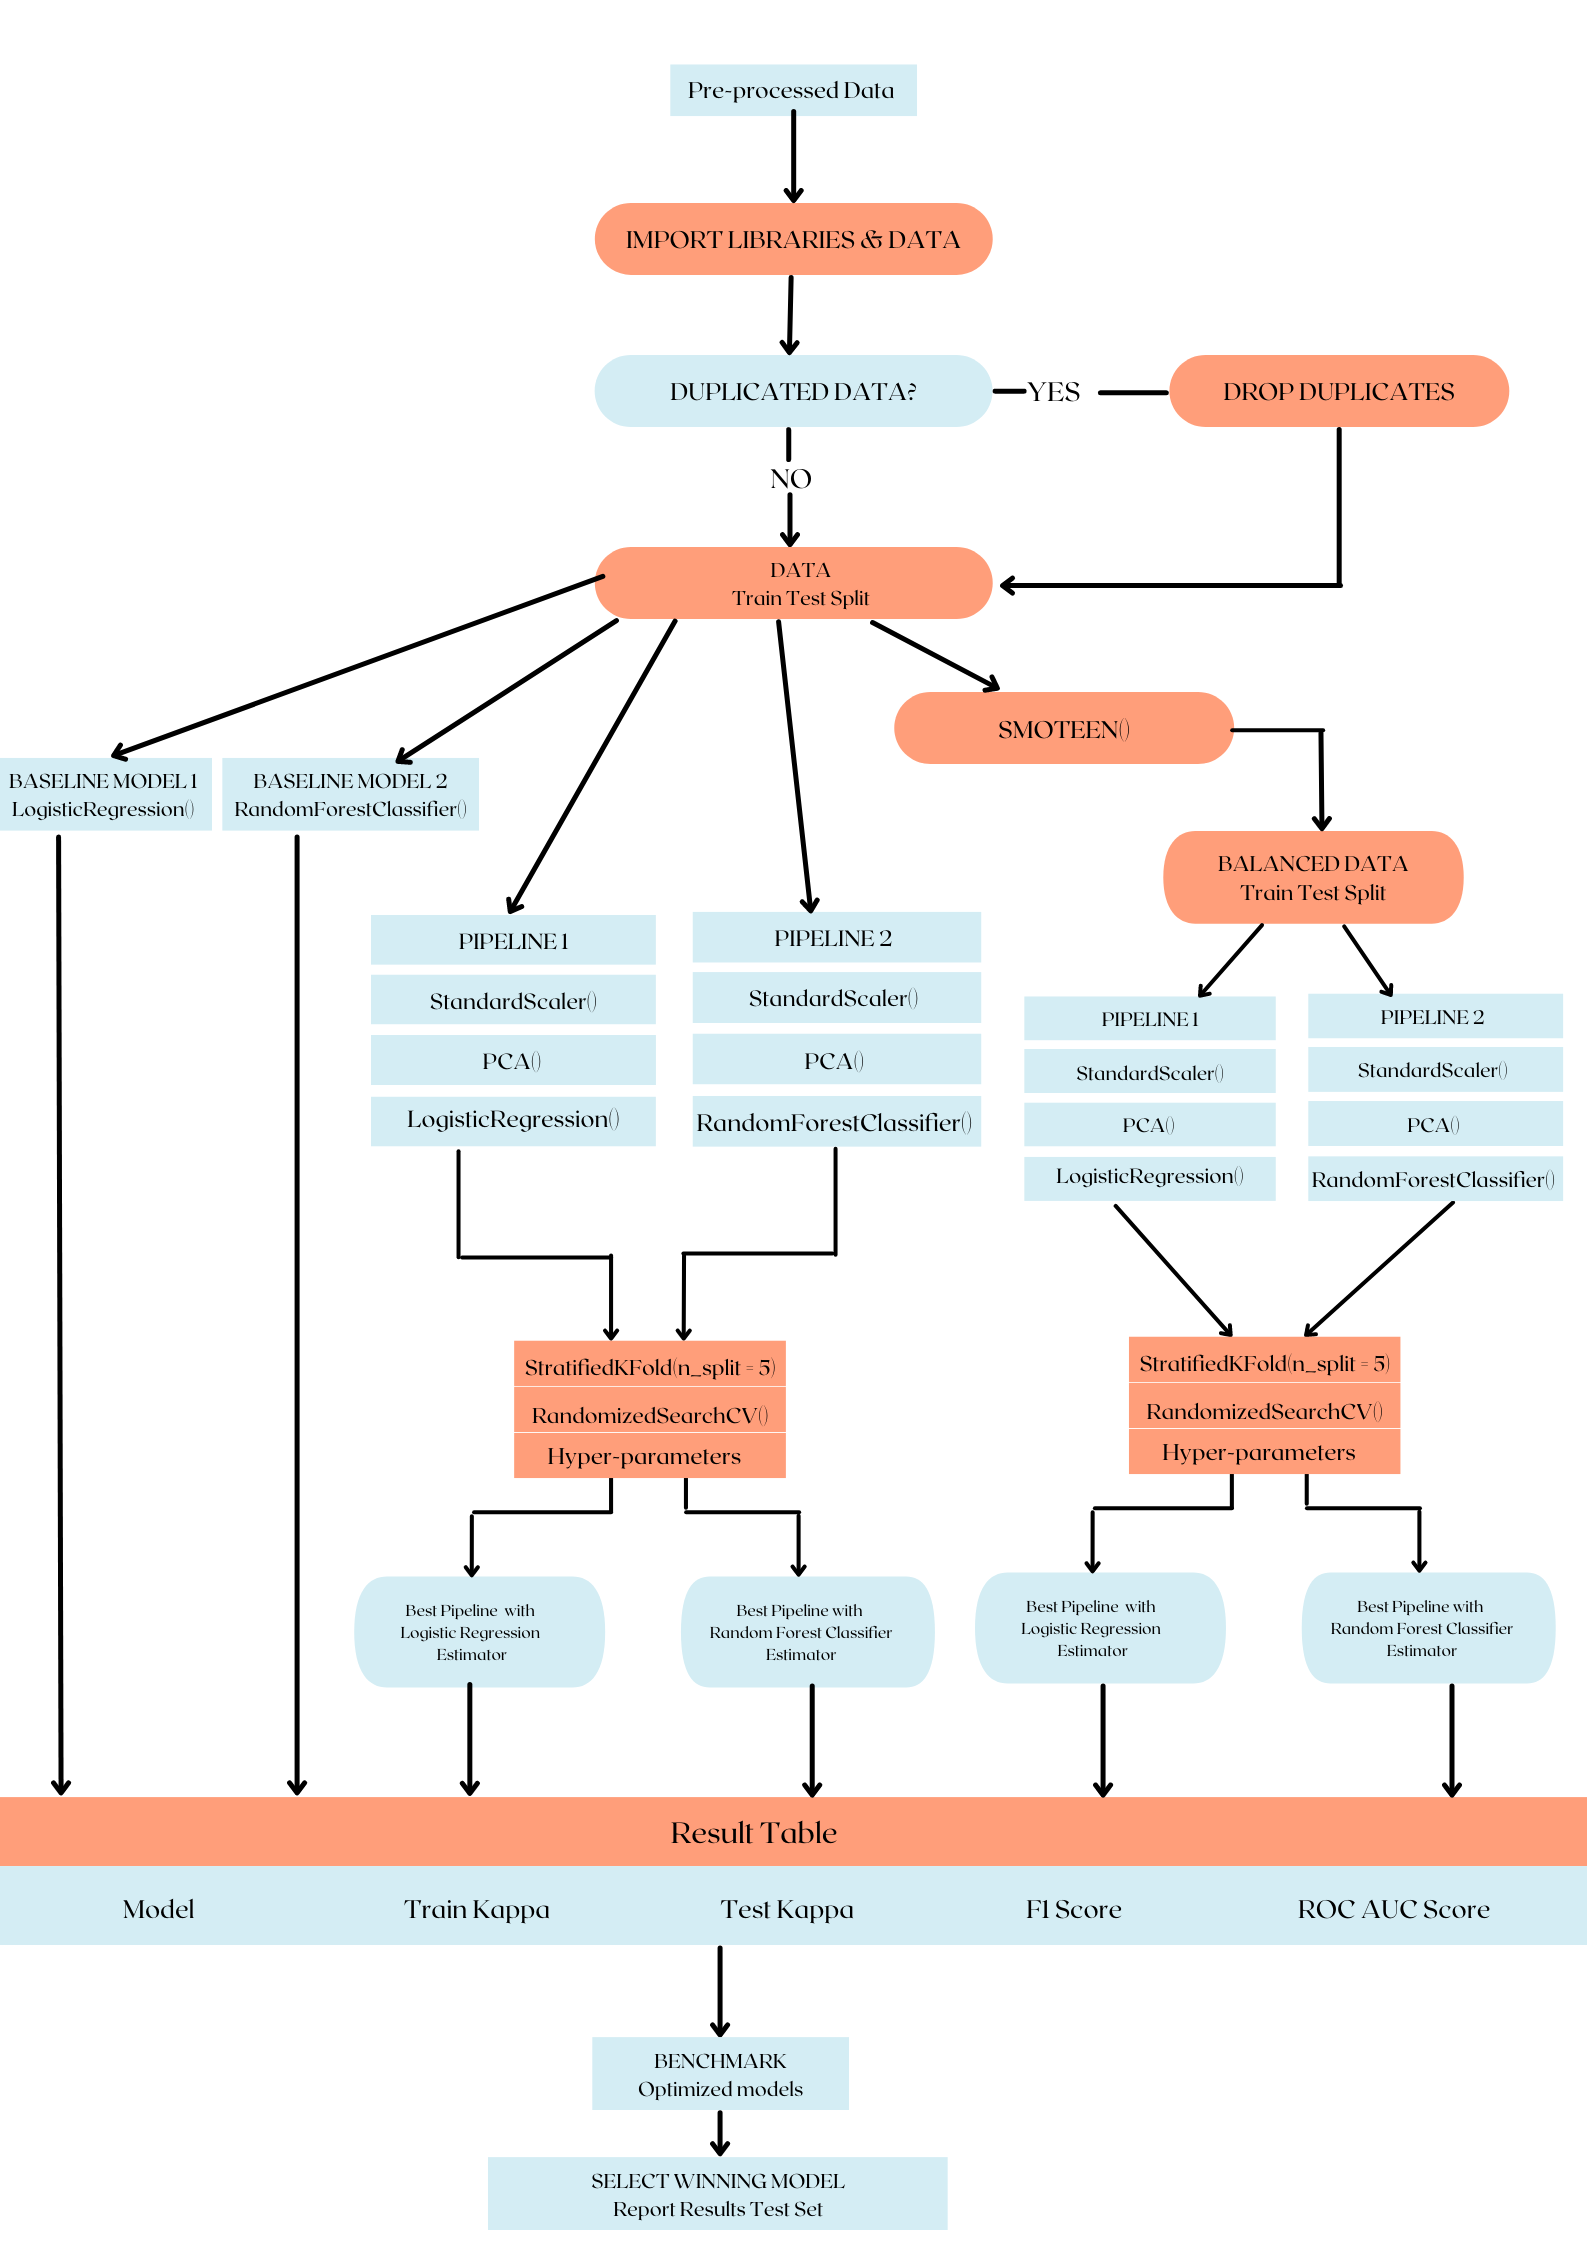 Pre-processed Data
IMPORT LIBRARIES & DATA
DUPLICATED DATA?
YES
DROP DUPLICATES
NO
DATA
Train Test Split
SMOTEEN()
BASELINE MODEL 1
LogisticRegression()
BASELINE MODEL 2
RandomForestClassifier()
BALANCED DATA
Train Test Split
PIPELINE 1
StandardScaler()
PCA()
LogisticRegression()
PIPELINE 2
StandardScaler()
PCA()
RandomForestClassifier()
PIPELINE 1
StandardScaler()
PCA()
LogisticRegression()
PIPELINE 2
StandardScaler()
PCA()
RandomForestClassifier()
StratifiedKFold(n_split = 5)
RandomizedSearchCV()
Hyper-parameters
StratifiedKFold(n_split = 5)
RandomizedSearchCV()
Hyper-parameters
Best Pipeline with
Logistic Regression
Estimator
Best Pipeline with
Random Forest Classifier
Estimator
Best Pipeline with
Logistic Regression
Estimator
Best Pipeline with
Random Forest Classifier
Estimator
Result Table
Model
Train Kappa
Test Kappa
F1 Score
ROC AUC Score
BENCHMARK
Optimized models
SELECT WINNING MODEL
Report Results Test Set